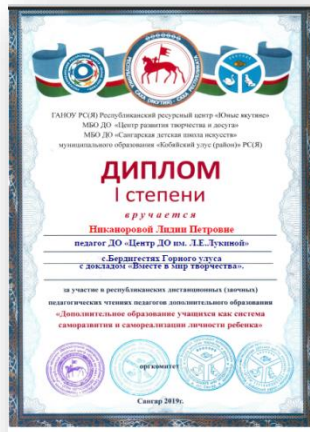 ГАНОУ РС(Я) Республиканский ресурсный центр «Юные якутяне»
МБО ДО «Центр развития творчества и досуга»
МБО ДО «Сангарская детская школа искусств»
муниципального образования «Кобяйский улус (район)» РС(Я)
ДИПЛОМ
I степени
вручается
Никаноровой Лидии Петровне
педагог ДО «Центр ДО им. Л.Е.Лукиной»
с.Бердигестях Горного улуса
с докладом «Вместе в мир творчества».
за участие в республиканских дистанционных (заочных)
педагогических чтениях педагогов дополнительного образования
«Дополнительное образование учащихся как система
саморазвития и самореализации личности ребенка»
оргкомитет
Сангар 2019г.